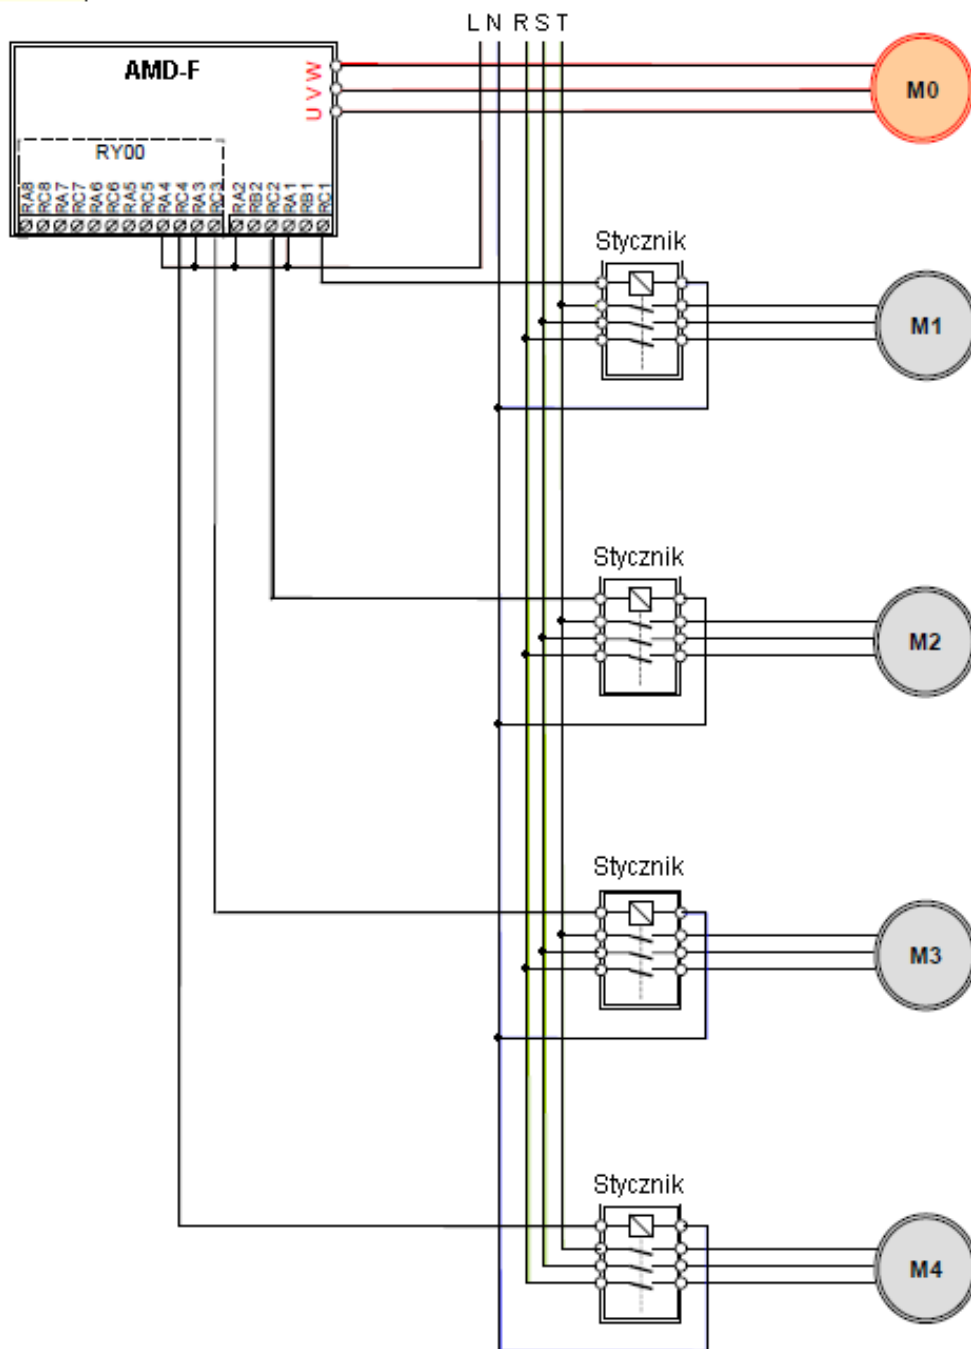 L N R S T
AMD-F
U V W
M0
RY00
RA8 RC8 RA7 RC7 RA6 RC6 RA5 RC5 RA4 RC4 RA3 RC3 RA2 RB2 RC2 RA1 RB1 RC1
Stycznik
M1
Stycznik
M2
Stycznik
M3
Stycznik
M4